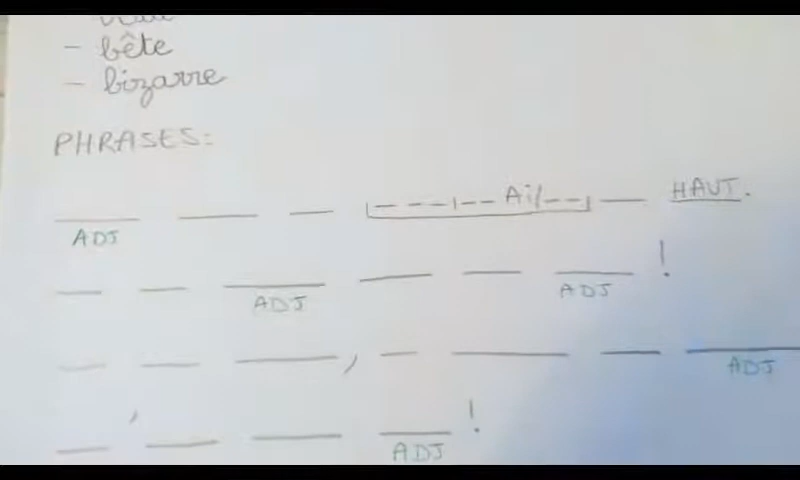 - bête
- bizarre
PHRASES:
Ai HAUT.
ADJ
!
ADJ ADJ
,
ADJ
' !
ADJ